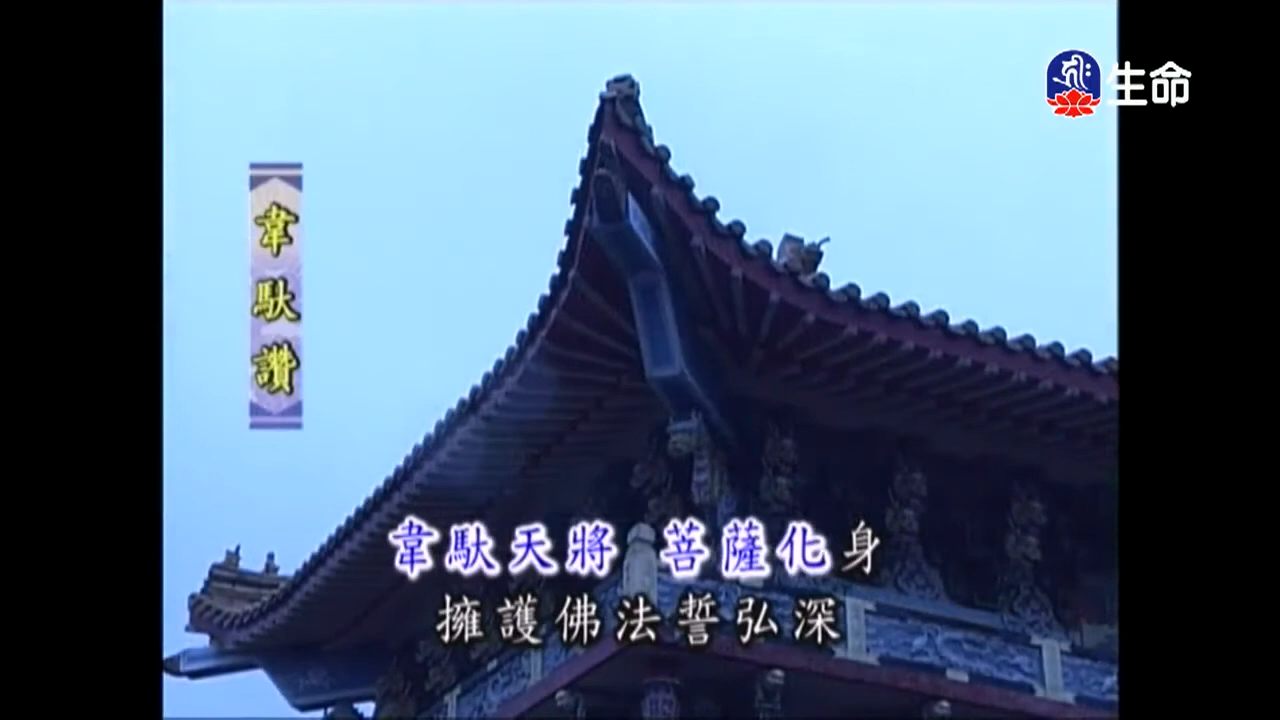 生命
韋馱讚
韋馱天將 菩薩化身
擁護佛法誓弘深